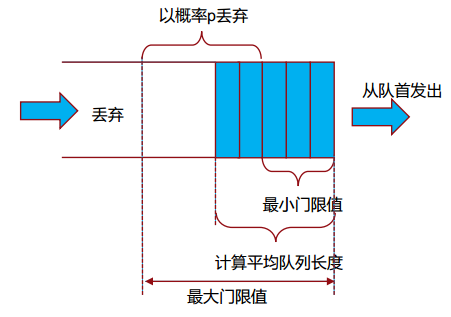 以概率p丢弃
从队首发出
丢弃
最小门限值
计算平均队列长度
最大门限值